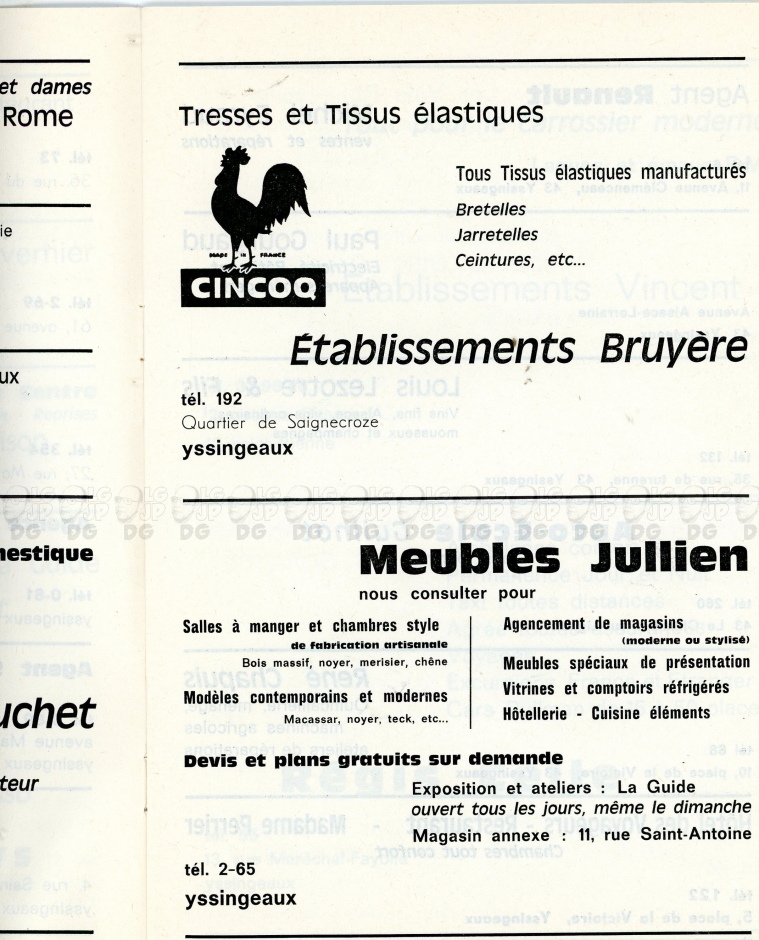 et dames
Rome
ie
ux
mestique
uchet
teur
Tresses et Tissus élastiques
MADE IN FRANCE
CINCOQ
Tous Tissus élastiques manufacturés
Bretelles
Jarretelles
Ceintures, etc...
Établissements Bruyère
tél. 192
Quartier de Saignecroze
yssingeaux
Meubles Jullien
nous consulter pour
Salles à manger et chambres style
de fabrication artisanale
Bois massif, noyer, merisier, chêne
Modèles contemporains et modernes
Macassar, noyer, teck, etc...
Agencement de magasins
(moderne ou stylisé)
Meubles spéciaux de présentation
Vitrines et comptoirs réfrigérés
Hôtellerie - Cuisine éléments
Devis et plans gratuits sur demande
Exposition et ateliers : La Guide
ouvert tous les jours, même le dimanche
Magasin annexe : 11, rue Saint-Antoine
tél. 2-65
yssingeaux